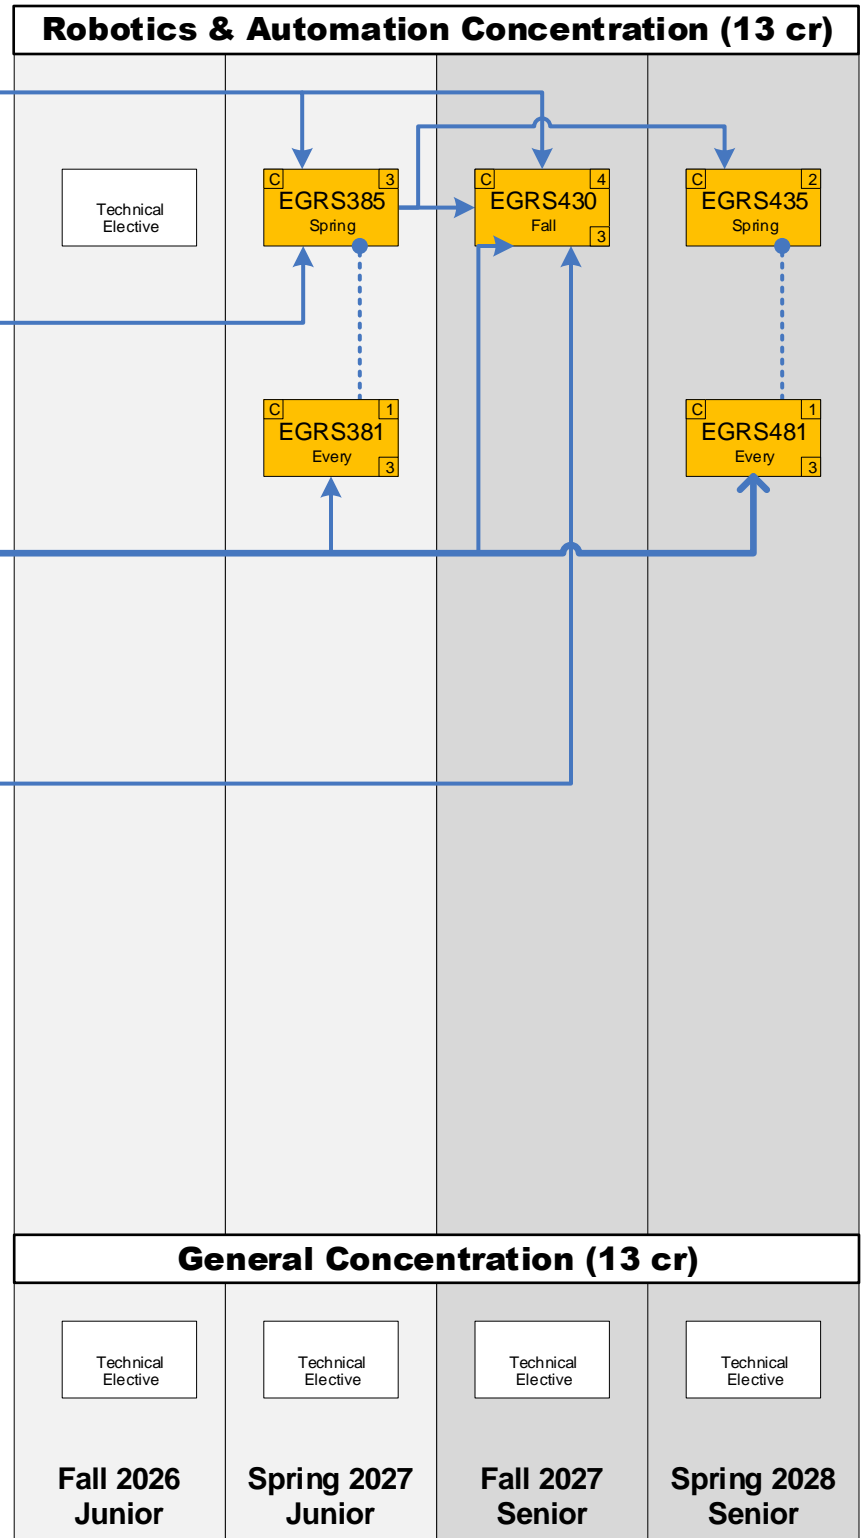 Robotics & Automation Concentration (13 cr)
Technical
Elective
C 3
EGRS385
Spring
C 4
EGRS430
Fall
3
C 2
EGRS435
Spring
C 1
EGRS381
Every
3
C 1
EGRS481
Every
3
General Concentration (13 cr)
Technical
Elective
Technical
Elective
Technical
Elective
Technical
Elective
Fall 2026
Junior
Spring 2027
Junior
Fall 2027
Senior
Spring 2028
Senior